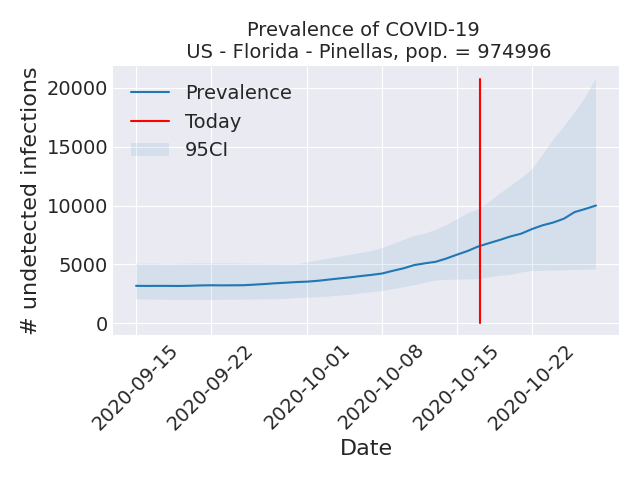 Prevalence of COVID-19
US - Florida - Pinellas, pop. = 974996
# undetected infections
20000
15000
10000
5000
0
Prevalence
Today
95CI
2020-09-15
2020-09-22
2020-10-01
2020-10-08
2020-10-15
2020-10-22
Date